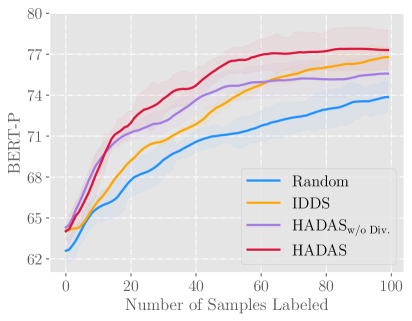 80
77
74
71
68
65
62
BERT-P
Random
IDDS
HADAS w/o Div.
HADAS
0 20 40 60 80 100
Number of Samples Labeled